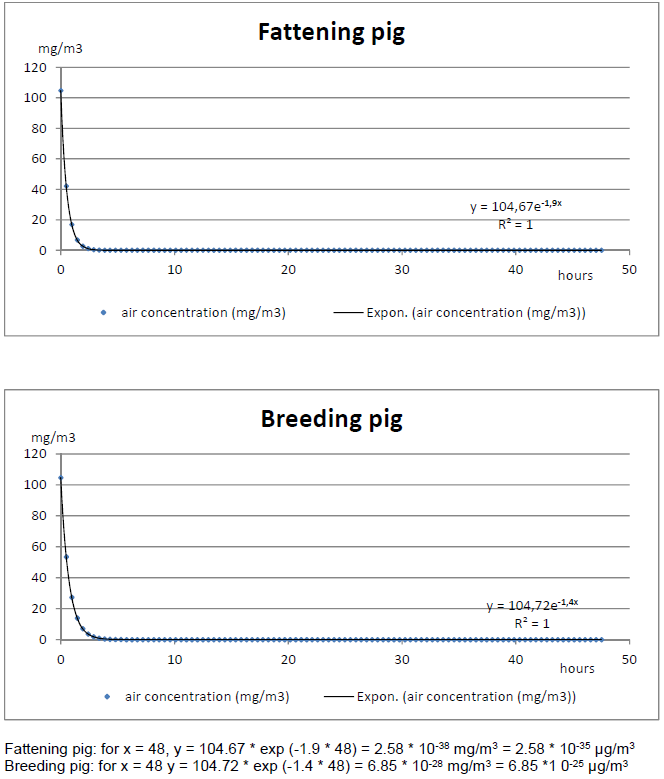 Fattening pig
mg/m3
120
100
80
60
40
20
0
y = 104,67e^-1,9x
R² = 1
0 10 20 30 40 50
hours
air concentration (mg/m3) Expon. (air concentration (mg/m3))
Breeding pig
mg/m3
120
100
80
60
40
20
0
y = 104,72e^-1,4x
R² = 1
0 10 20 30 40 50
hours
air concentration (mg/m3) Expon. (air concentration (mg/m3))
Fattening pig: for x = 48, y = 104.67 * exp (-1.9 * 48) = 2.58 * 10^-38 mg/m³ = 2.58 * 10^-35 µg/m³
Breeding pig: for x = 48 y = 104.72 * exp (-1.4 * 48) = 6.85 * 10^-28 mg/m³ = 6.85 *1 0^-25 µg/m³